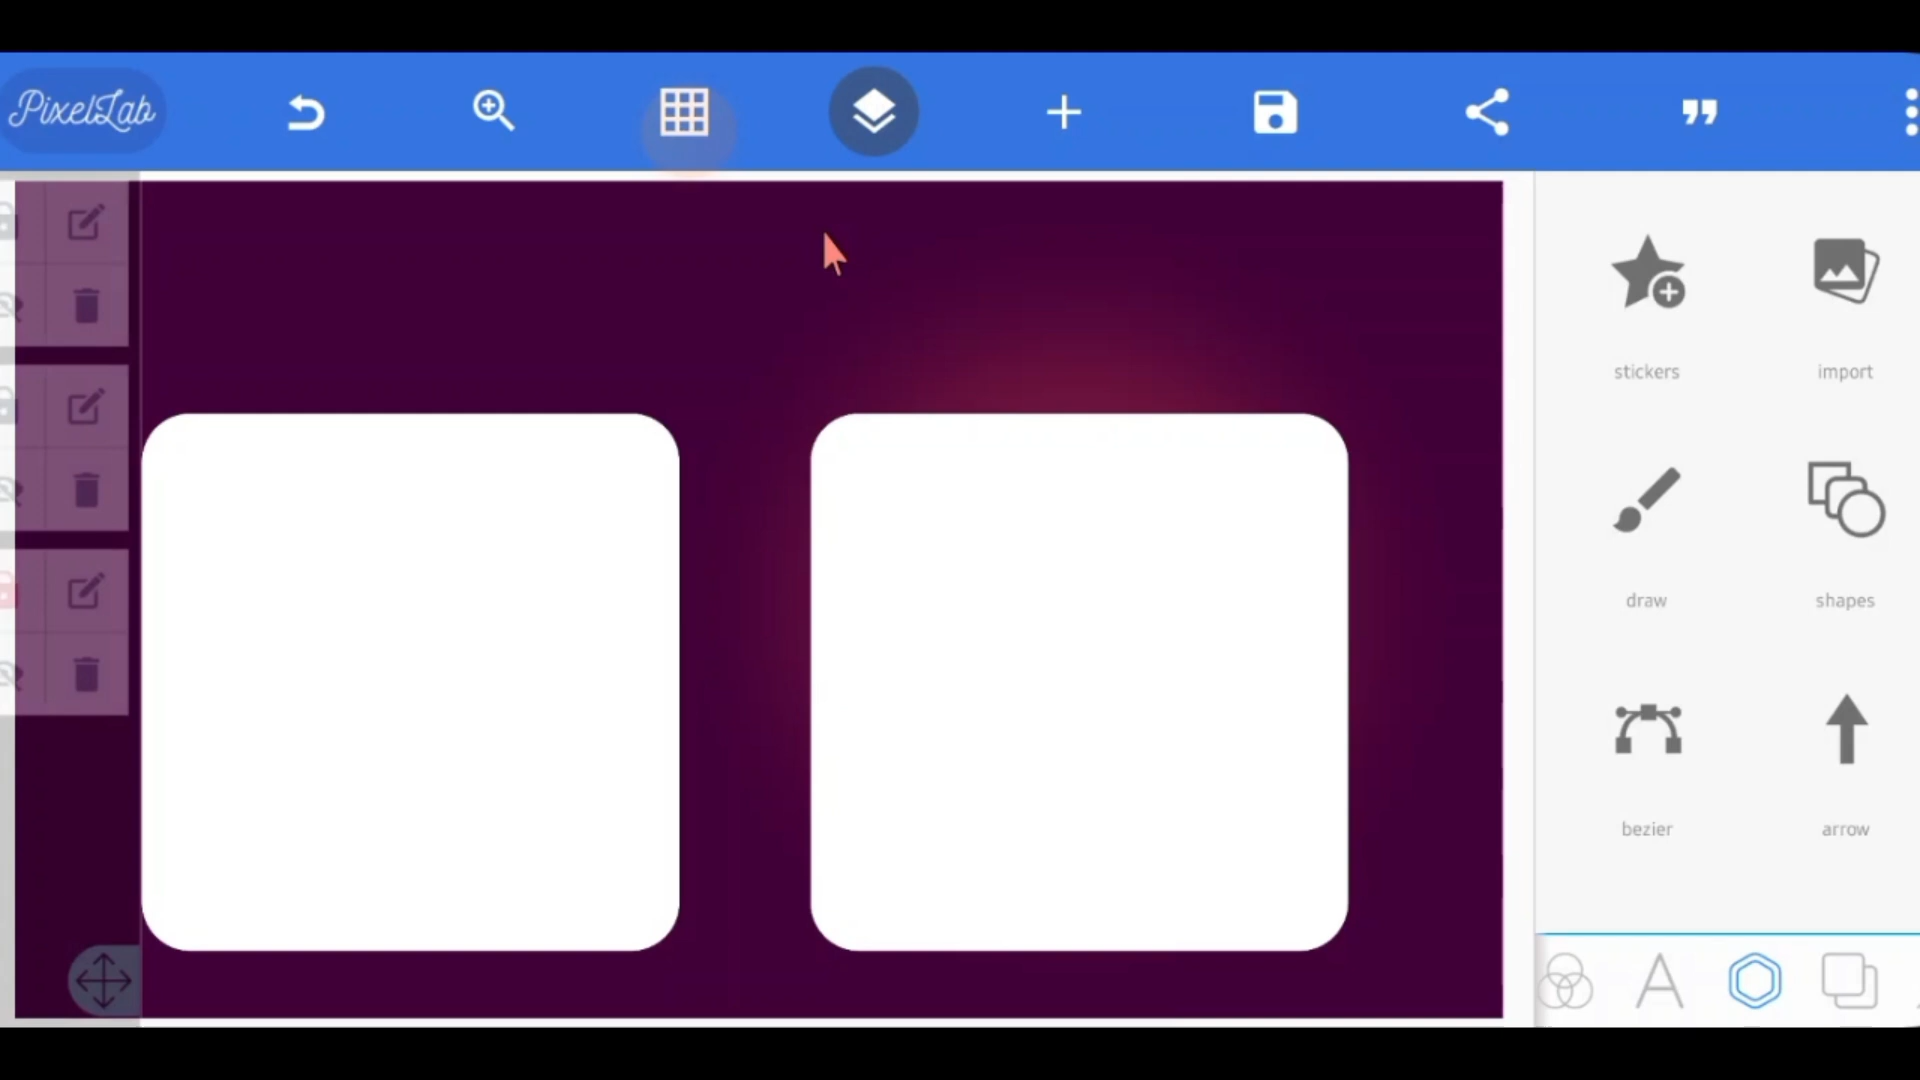 PixelLab
stickers
import
draw
shapes
bezier
arrow